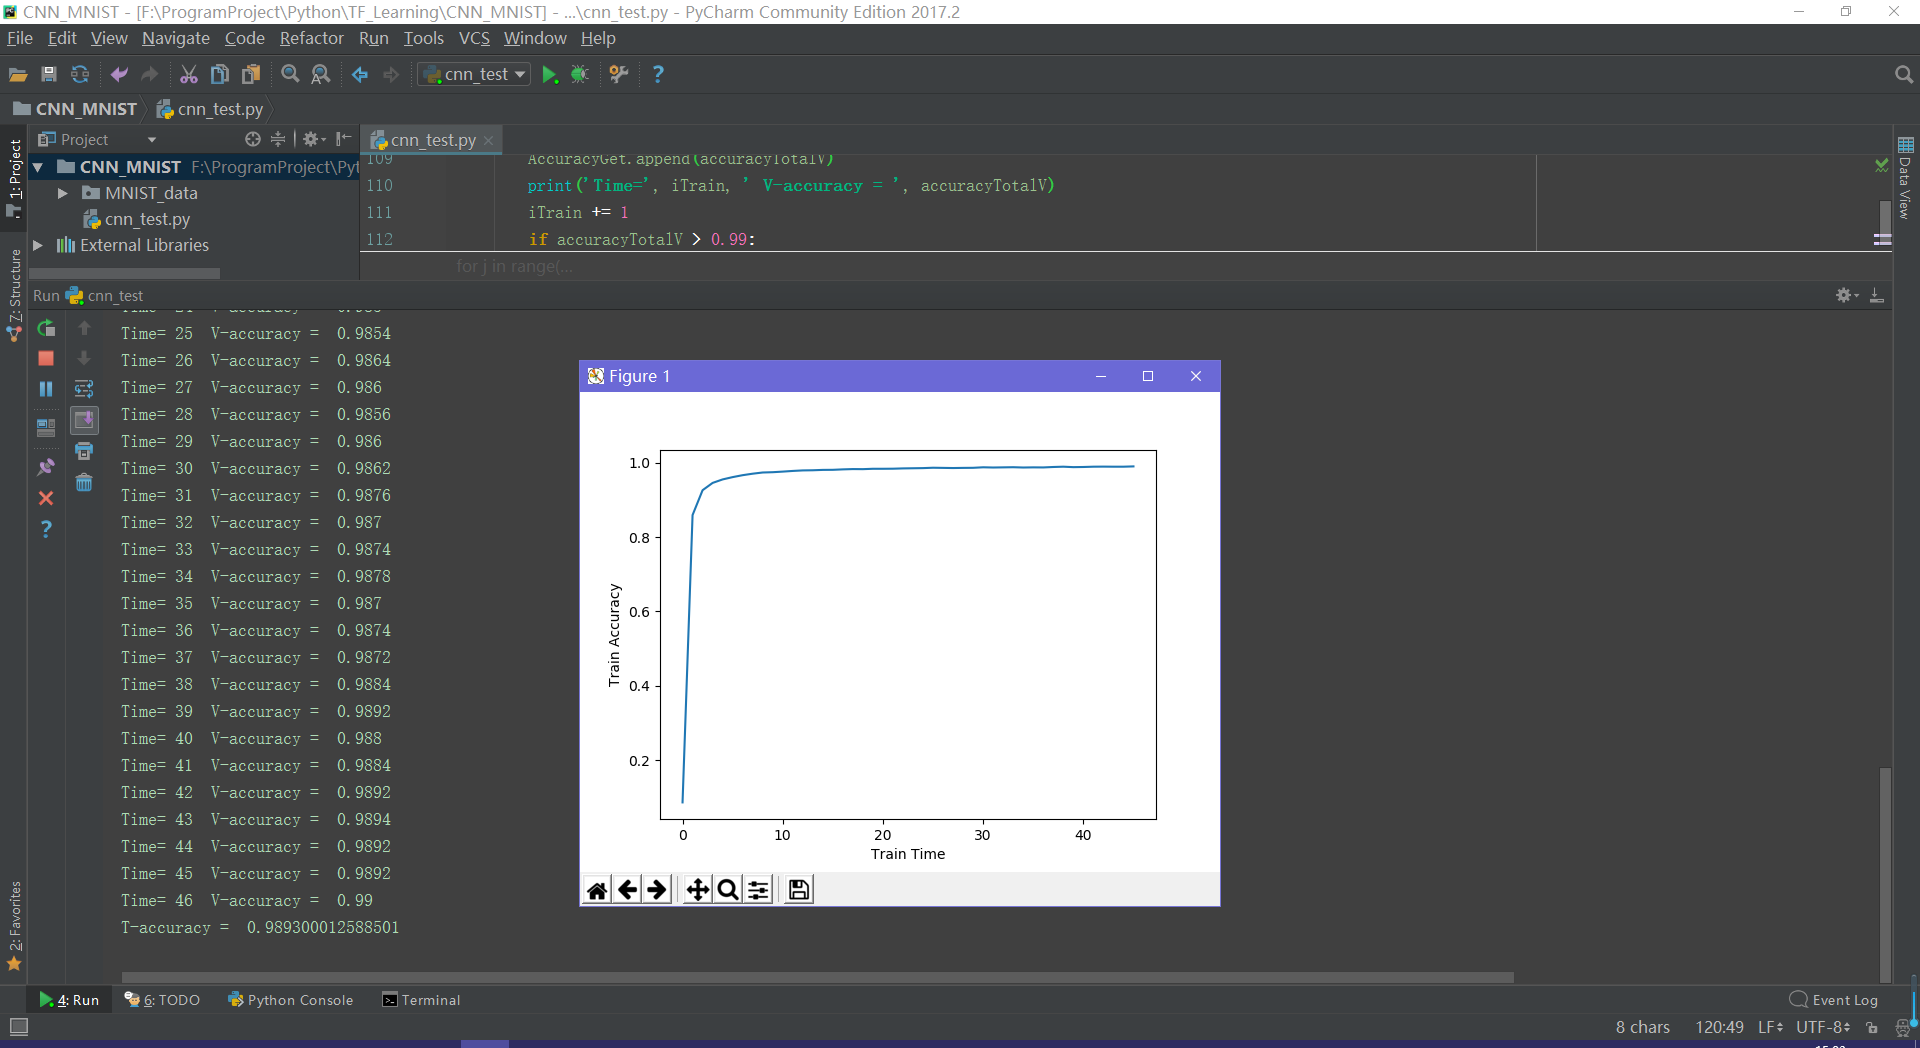 CNN_MNIST - [F:\ProgramProject\Python\TF_Learning\CNN_MNIST] - ...\cnn_test.py - PyCharm Community Edition 2017.2
File Edit View Navigate Code Refactor Run Tools VCS Window Help
cnn_test
CNN_MNIST cnn_test.py
Project
cnn_test.py
1: Project
Z: Structure
2: Favorites
Data View
CNN_MNIST F:\ProgramProject\Pyt
MNIST_data
cnn_test.py
External Libraries
109 AccuracyGet.append(accuracyTotalV)
110 print('Time=', iTrain, ' V-accuracy = ', accuracyTotalV)
111 iTrain += 1
112 if accuracyTotalV > 0.99:
for j in range(...
Run cnn_test
Time= 25 V-accuracy = 0.9854
Time= 26 V-accuracy = 0.9864
Time= 27 V-accuracy = 0.986
Time= 28 V-accuracy = 0.9856
Time= 29 V-accuracy = 0.986
Time= 30 V-accuracy = 0.9862
Time= 31 V-accuracy = 0.9876
Time= 32 V-accuracy = 0.987
Time= 33 V-accuracy = 0.9874
Time= 34 V-accuracy = 0.9878
Time= 35 V-accuracy = 0.987
Time= 36 V-accuracy = 0.9874
Time= 37 V-accuracy = 0.9872
Time= 38 V-accuracy = 0.9884
Time= 39 V-accuracy = 0.9892
Time= 40 V-accuracy = 0.988
Time= 41 V-accuracy = 0.9884
Time= 42 V-accuracy = 0.9892
Time= 43 V-accuracy = 0.9894
Time= 44 V-accuracy = 0.9892
Time= 45 V-accuracy = 0.9892
Time= 46 V-accuracy = 0.99
T-accuracy = 0.989300012588501
Figure 1
1.0
0.8
0.6
0.4
0.2
Train Accuracy
0 10 20 30 40
Train Time
4: Run 6: TODO Python Console Terminal Event Log
8 chars 120:49 LF UTF-8